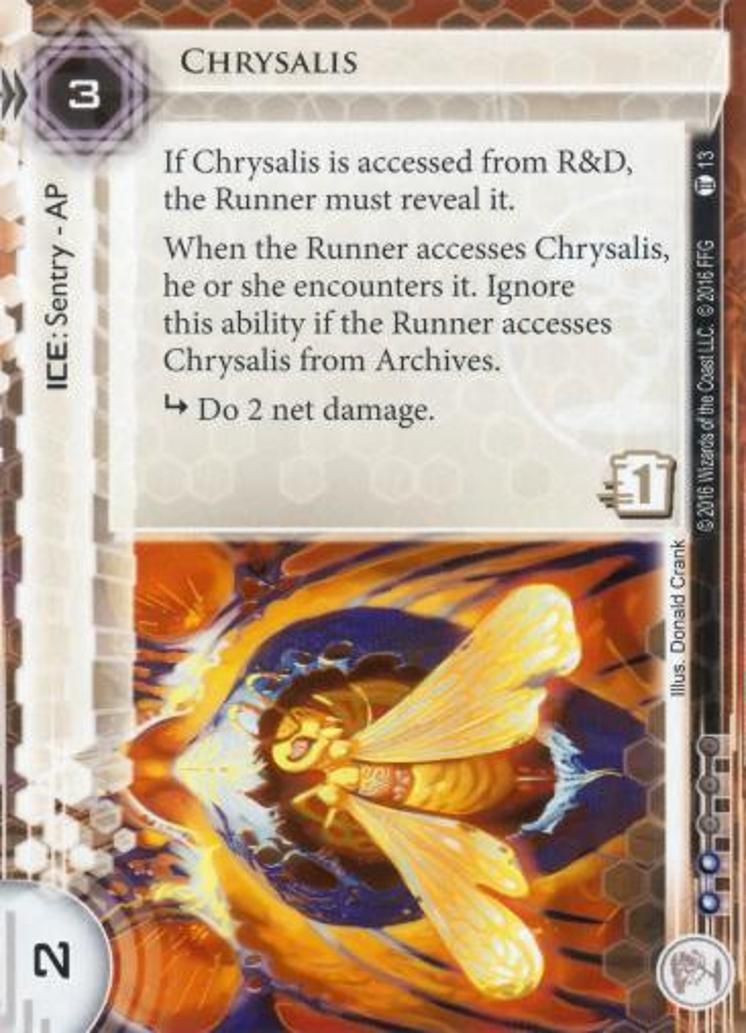 CHRYSALIS
3
ICE: Sentry - AP
If Chrysalis is accessed from R&D,
the Runner must reveal it.
When the Runner accesses Chrysalis,
he or she encounters it. Ignore
this ability if the Runner accesses
Chrysalis from Archives.
↳ Do 2 net damage.
1
13
© 2016 Wizards of the Coast LLC. © 2016 FFG
Illus. Donald Crank
2